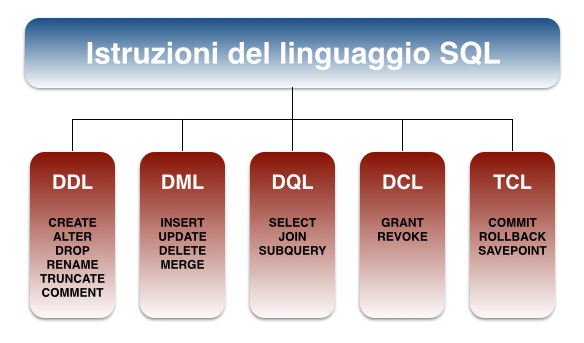 Istruzioni del linguaggio SQL
DDL
CREATE
ALTER
DROP
RENAME
TRUNCATE
COMMENT
DML
INSERT
UPDATE
DELETE
MERGE
DQL
SELECT
JOIN
SUBQUERY
DCL
GRANT
REVOKE
TCL
COMMIT
ROLLBACK
SAVEPOINT